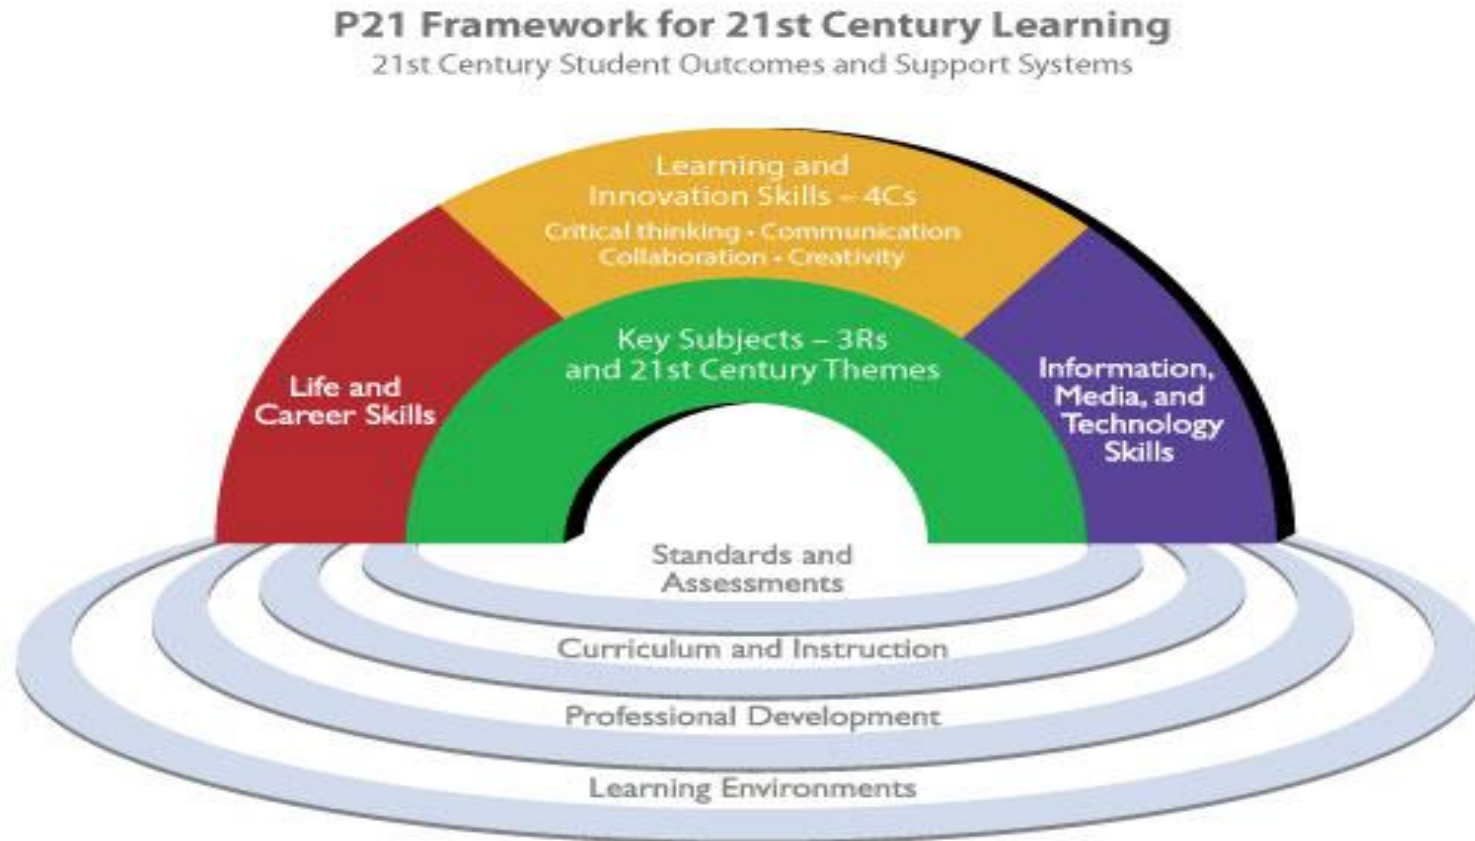 P21 Framework for 21st Century Learning
21st Century Student Outcomes and Support Systems
Learning and
Innovation Skills – 4Cs
Critical thinking • Communication
Collaboration • Creativity
Key Subjects – 3Rs
and 21st Century Themes
Life and
Career Skills
Information,
Media, and
Technology
Skills
Standards and
Assessments
Curriculum and Instruction
Professional Development
Learning Environments